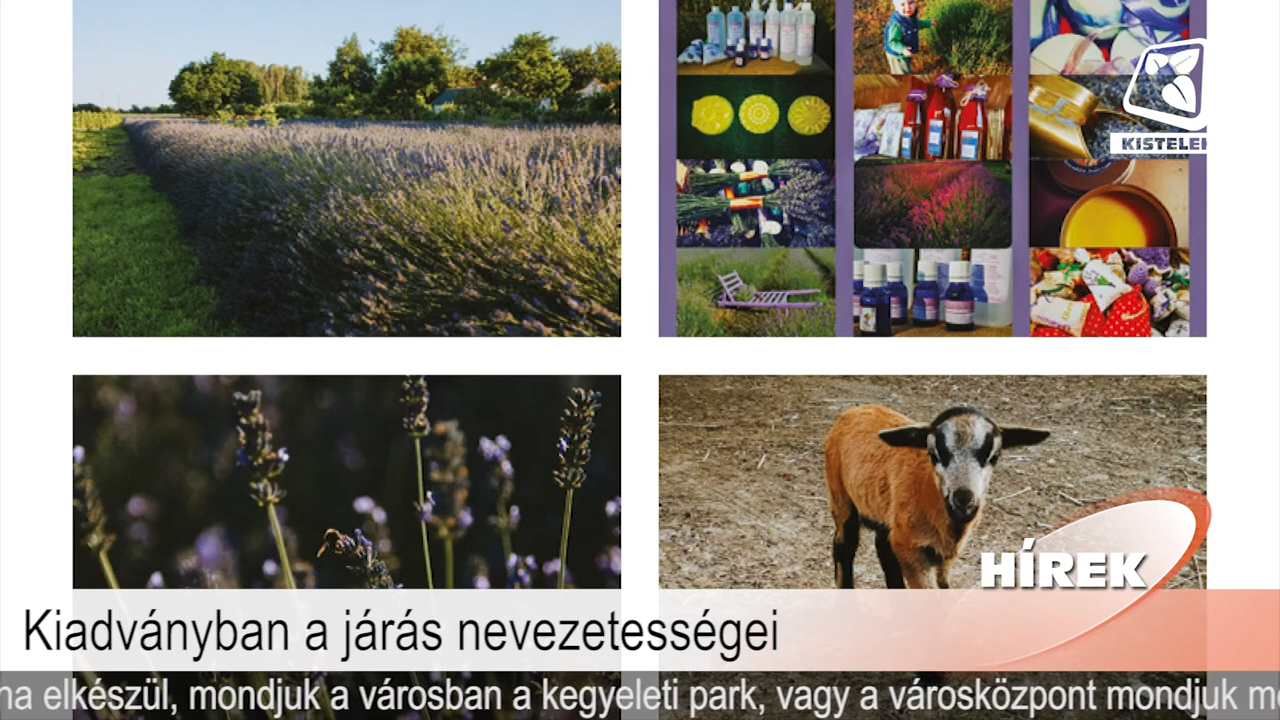 KISTELEK
HÍREK
Kiadványban a járás nevezetességei
na elkészül, mondjuk a városban a kegyeleti park, vagy a városközpont mondjuk m